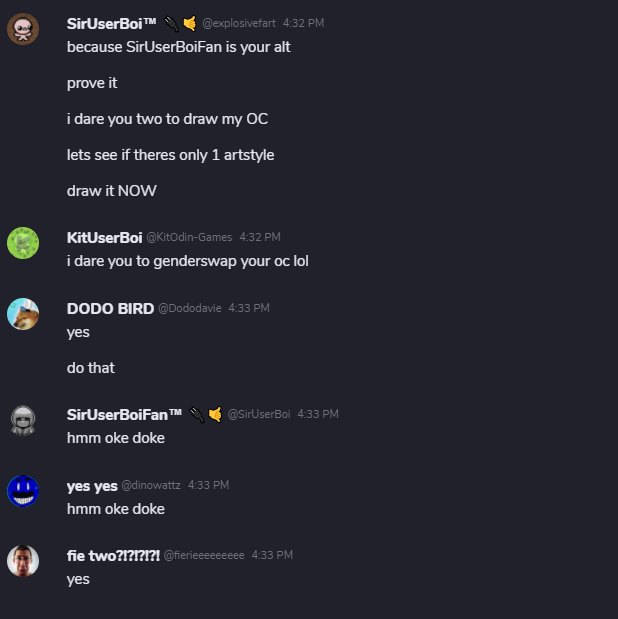 SirUserBoi™ @explosivefart 4:32 PM
because SirUserBoiFan is your alt
prove it
i dare you two to draw my OC
lets see if theres only 1 artstyle
draw it NOW
KitUserBoi @KitOdin-Games 4:32 PM
i dare you to genderswap your oc lol
DODO BIRD @Dododavie 4:33 PM
yes
do that
SirUserBoiFan™ @SirUserBoi 4:33 PM
hmm oke doke
yes yes @dinowattz 4:33 PM
hmm oke doke
fie two?!?!?!?! @fierieeeeeeeee 4:33 PM
yes